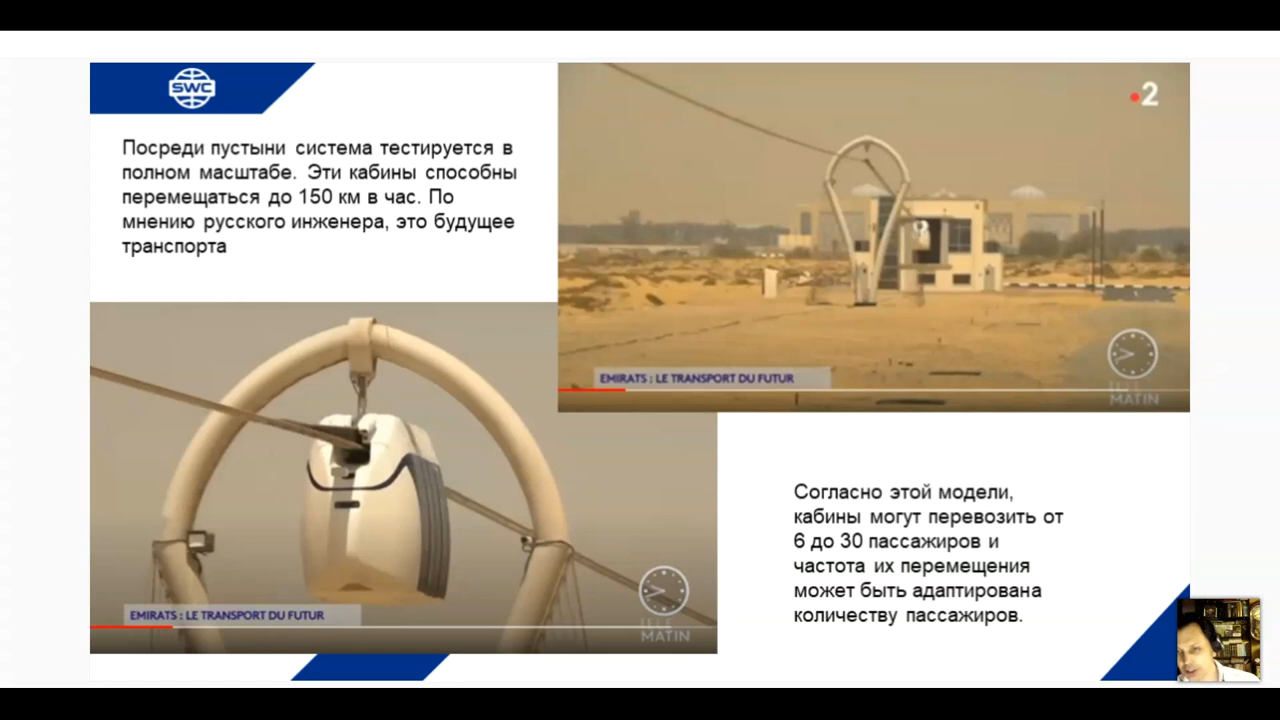 SWC
Посреди пустыни система тестируется в
полном масштабе. Эти кабины способны
перемещаться до 150 км в час. По
мнению русского инженера, это будущее
транспорта
2
EMIRATS : LE TRANSPORT DU FUTUR
TELE
MATIN
EMIRATS : LE TRANSPORT DU FUTUR
TELE
MATIN
Согласно этой модели,
кабины могут перевозить от
6 до 30 пассажиров и
частота их перемещения
может быть адаптирована
количеству пассажиров.